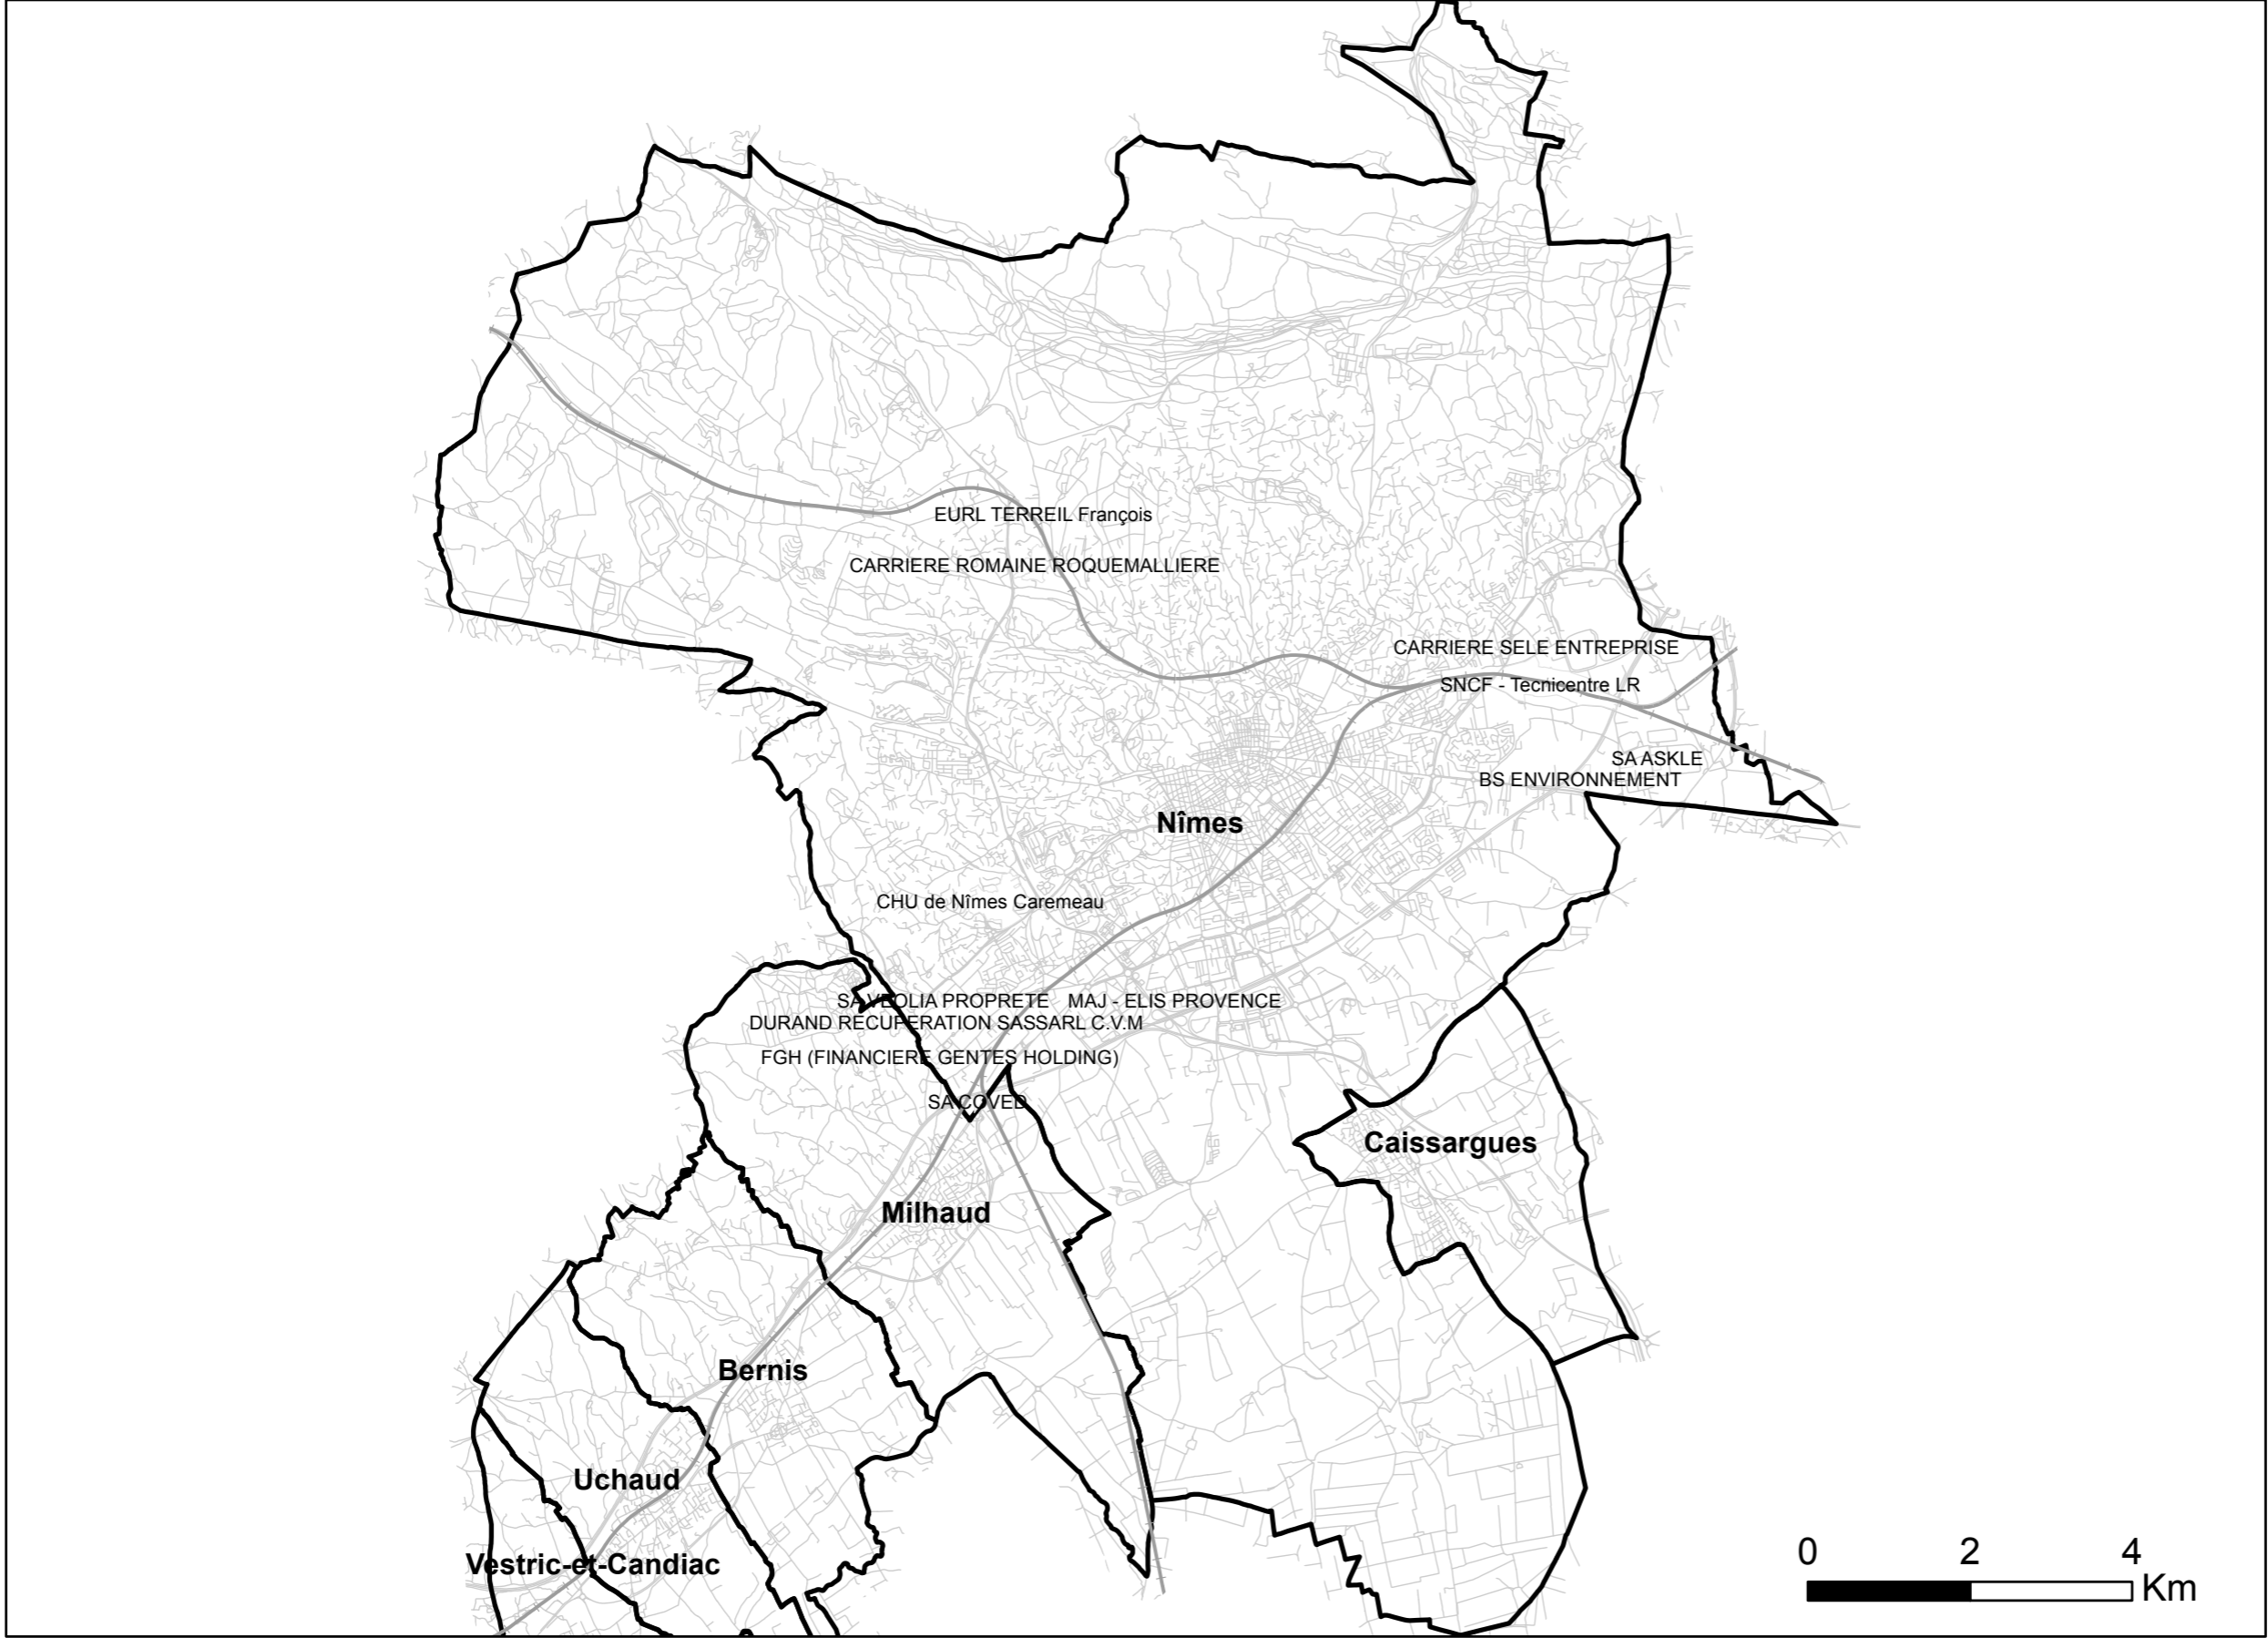 EURL TERREIL François
CARRIERE ROMAINE ROQUEMALLIERE
CARRIERE SELE ENTREPRISE
SNCF - Tecnicentre LR
SA ASKLE
BS ENVIRONNEMENT
Nîmes
CHU de Nîmes Caremeau
SA VEOLIA PROPRETE MAJ - ELIS PROVENCE
DURAND RECUPERATION SASSARL C.V.M
FGH (FINANCIERE GENTES HOLDING)
SA COVED
Caissargues
Milhaud
Bernis
Uchaud
Vestric-et-Candiac
0 2 4
Km